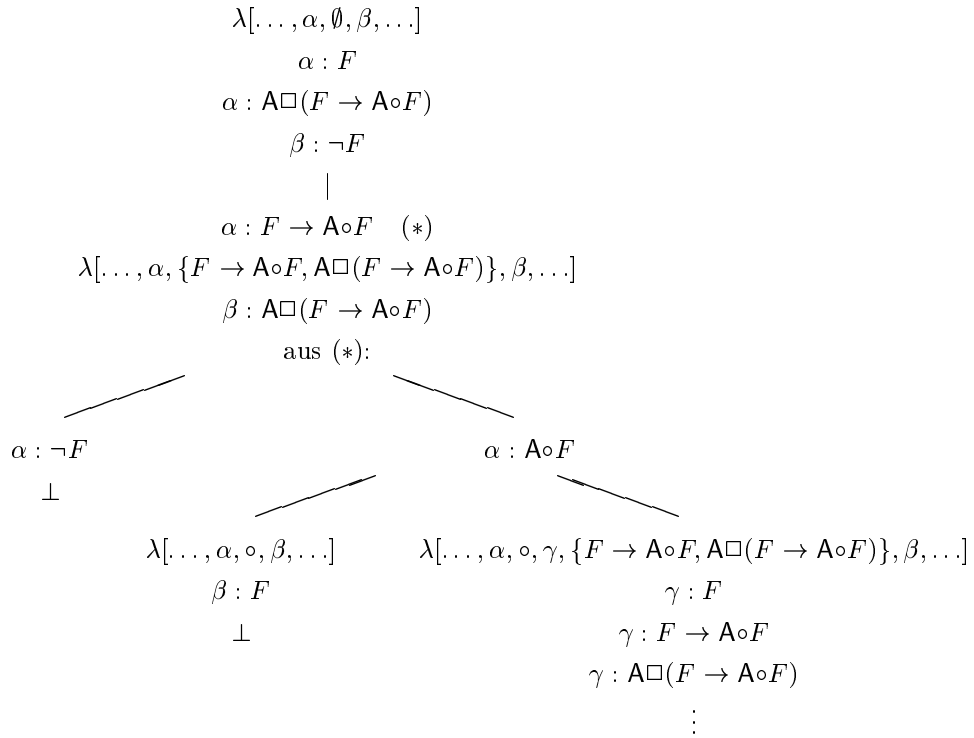 λ[…, α, ∅, β, …]
α : F
α : A□(F → A∘F)
β : ¬F
α : F → A∘F (∗)
λ[…, α, {F → A∘F, A□(F → A∘F)}, β, …]
β : A□(F → A∘F)
aus (∗):
α : ¬F
α : A∘F
⊥
λ[…, α, ∘, β, …]
λ[…, α, ∘, γ, {F → A∘F, A□(F → A∘F)}, β, …]
β : F
γ : F
⊥
γ : F → A∘F
γ : A□(F → A∘F)
⋮